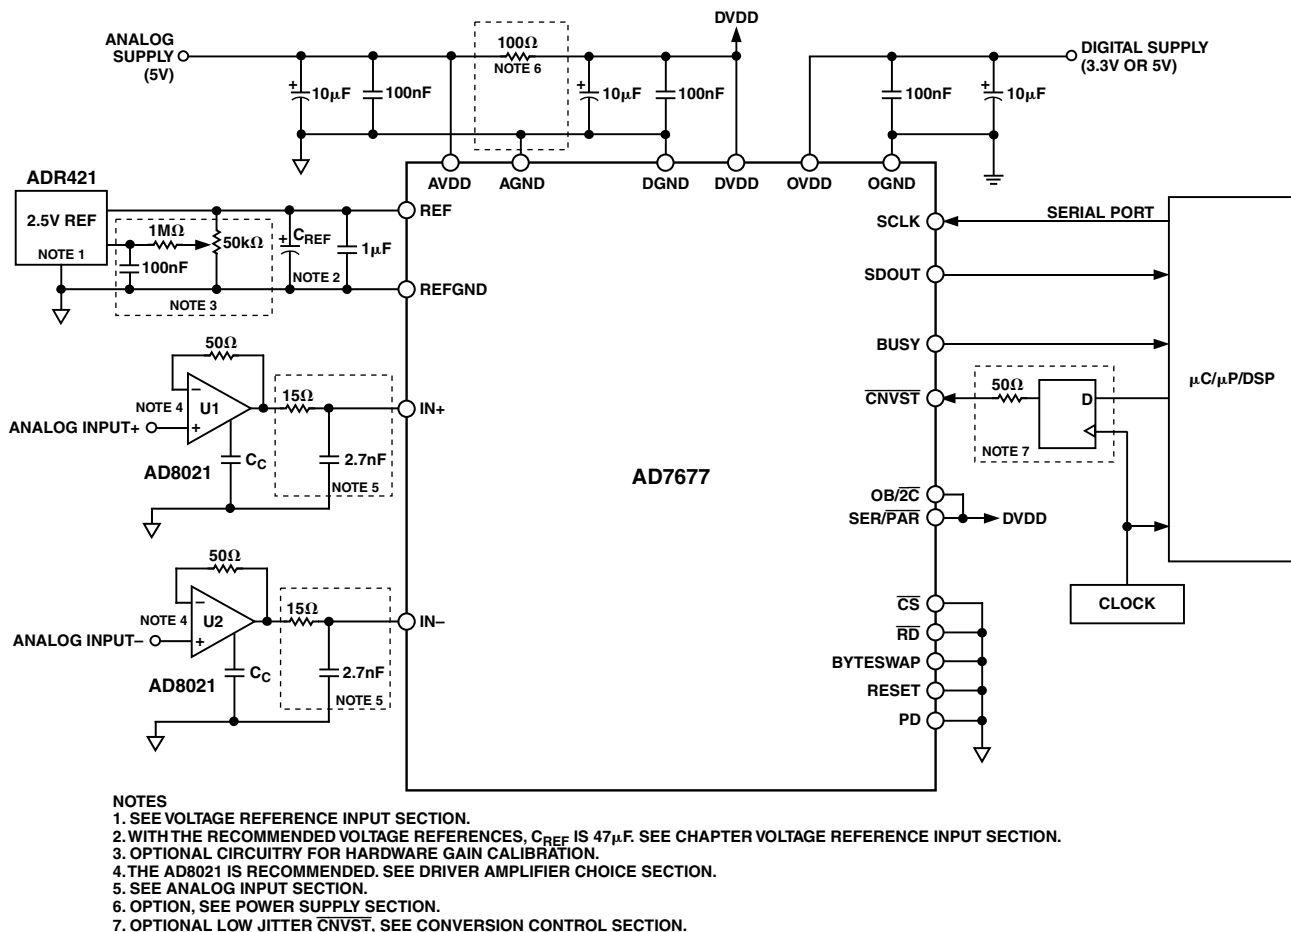 DVDD
ANALOG
SUPPLY
(5V)
100Ω
NOTE 6
DIGITAL SUPPLY
(3.3V OR 5V)
+
10μF
100nF
+
10μF
100nF
100nF
+
10μF
AVDD
AGND
DGND
DVDD
OVDD
OGND
ADR421
2.5V REF
NOTE 1
1MΩ
50kΩ
100nF
NOTE 3
+
CREF
NOTE 2
1μF
REF
REFGND
SCLK
SERIAL PORT
SDOUT
BUSY
CNVST
50Ω
D
NOTE 7
μC/μP/DSP
50Ω
NOTE 4
–
U1
+
ANALOG INPUT+
AD8021
CC
15Ω
2.7nF
NOTE 5
IN+
AD7677
OB/2C
SER/PAR
DVDD
CLOCK
50Ω
NOTE 4
–
U2
+
ANALOG INPUT–
AD8021
CC
15Ω
2.7nF
NOTE 5
IN–
CS
RD
BYTESWAP
RESET
PD
NOTES
1. SEE VOLTAGE REFERENCE INPUT SECTION.
2. WITH THE RECOMMENDED VOLTAGE REFERENCES, CREF IS 47μF. SEE CHAPTER VOLTAGE REFERENCE INPUT SECTION.
3. OPTIONAL CIRCUITRY FOR HARDWARE GAIN CALIBRATION.
4. THE AD8021 IS RECOMMENDED. SEE DRIVER AMPLIFIER CHOICE SECTION.
5. SEE ANALOG INPUT SECTION.
6. OPTION, SEE POWER SUPPLY SECTION.
7. OPTIONAL LOW JITTER CNVST, SEE CONVERSION CONTROL SECTION.